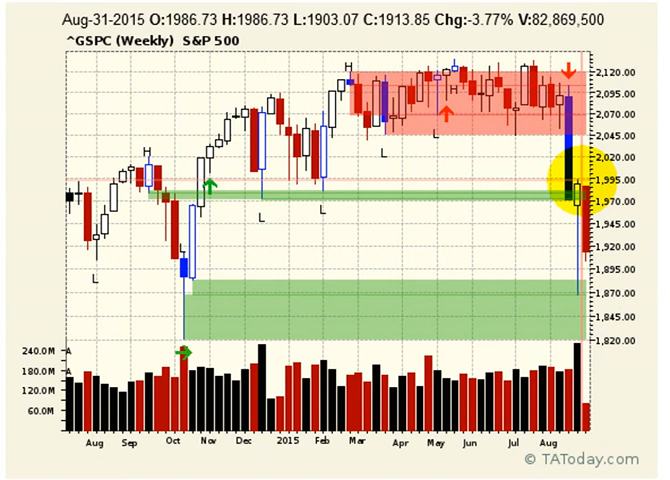 Aug-31-2015 O:1986.73 H:1986.73 L:1903.07 C:1913.85 Chg:-3.77% V:82,869,500
^GSPC (Weekly) S&P 500
H
2,120.00
2,095.00
H
2,070.00
2,045.00
L
H
L
2,020.00
1,995.00
1,970.00
L
L
1,945.00
L
1,920.00
L
1,895.00
1,870.00
1,845.00
1,820.00
240.0M A
180.0M A
120.0M
60.0M
Aug Sep Oct Nov Dec 2015 Feb Mar Apr May Jun Jul Aug
© TAToday.com